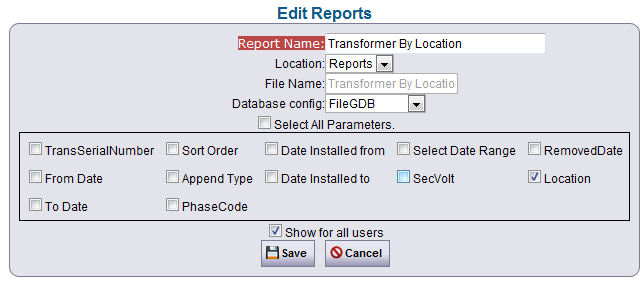 Edit Reports
Report Name: Transformer By Location
Location: Reports
File Name: Transformer By Location
Database config: FileGDB
Select All Parameters.
TransSerialNumber Sort Order Date Installed from Select Date Range RemovedDate
From Date Append Type Date Installed to SecVolt Location
To Date PhaseCode
Show for all users
Save Cancel